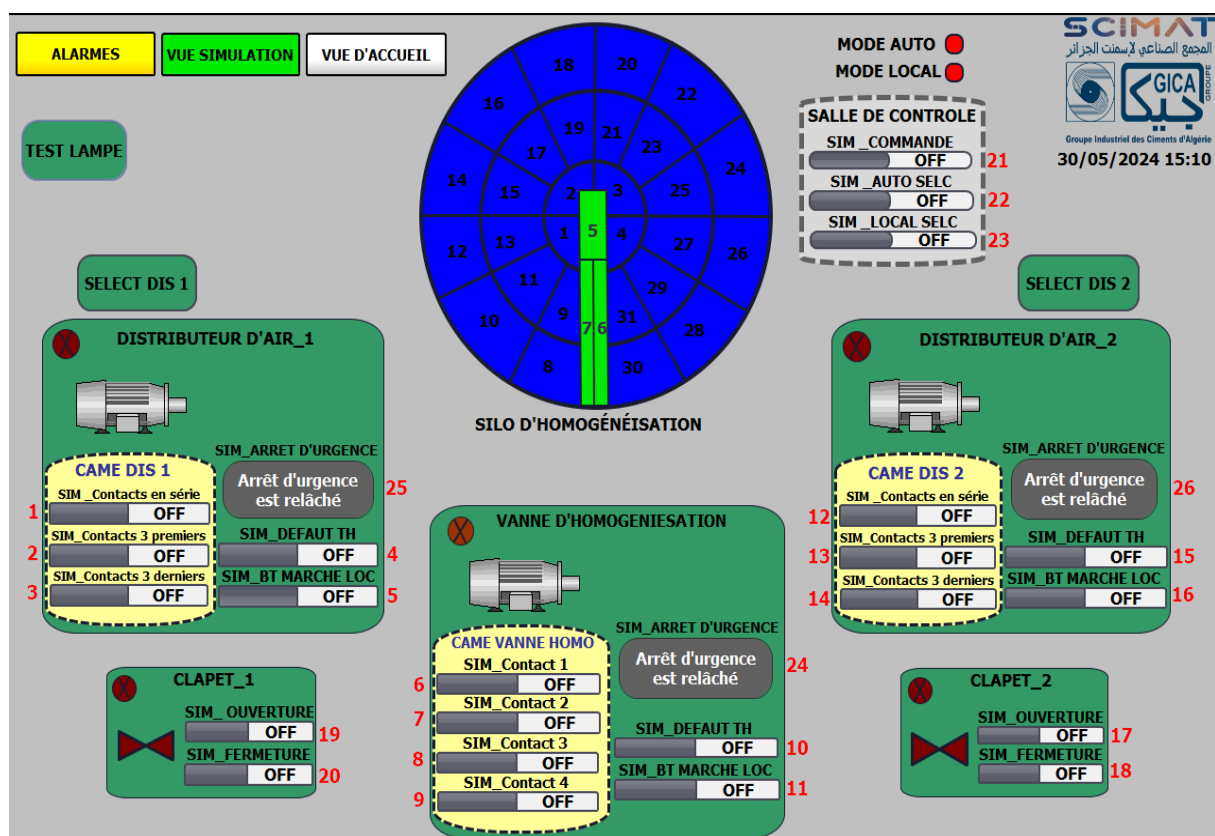 ALARMES
VUE SIMULATION
VUE D'ACCUEIL
TEST LAMPE
MODE AUTO
MODE LOCAL
SCIMAT
المجمع الصناعي لإسمنت الجزائر
GICA
جيكا
GROUPE
Groupe Industriel des Ciments d'Algérie
30/05/2024 15:10
SALLE DE CONTROLE
SIM _COMMANDE
OFF 21
SIM _AUTO SELC
OFF 22
SIM _LOCAL SELC
OFF 23
18 20
16 22
19 21
17 23
14 24
15 2 3 25
1 5 4
12 13 27 26
11 29
10 9 7 6 31 28
8 30
SILO D'HOMOGÉNÉISATION
SELECT DIS 1
DISTRIBUTEUR D'AIR_1
SIM_ARRET D'URGENCE
Arrêt d'urgence
est relâché
25
CAME DIS 1
SIM _Contacts en série
1 OFF
SIM_Contacts 3 premiers
2 OFF
SIM_Contacts 3 derniers
3 OFF
SIM_DEFAUT TH
OFF 4
SIM_BT MARCHE LOC
OFF 5
SELECT DIS 2
DISTRIBUTEUR D'AIR_2
SIM_ARRET D'URGENCE
Arrêt d'urgence
est relâché
26
CAME DIS 2
SIM _Contacts en série
12 OFF
SIM_Contacts 3 premiers
13 OFF
SIM_Contacts 3 derniers
14 OFF
SIM_DEFAUT TH
OFF 15
SIM_BT MARCHE LOC
OFF 16
VANNE D'HOMOGENIESATION
SIM_ARRET D'URGENCE
Arrêt d'urgence
est relâché
24
CAME VANNE HOMO
SIM_Contact 1
6 OFF
SIM_Contact 2
7 OFF
SIM_Contact 3
8 OFF
SIM_Contact 4
9 OFF
SIM_DEFAUT TH
OFF 10
SIM_BT MARCHE LOC
OFF 11
CLAPET_1
SIM_ OUVERTURE
OFF 19
SIM_FERMETURE
OFF 20
CLAPET_2
SIM_OUVERTURE
OFF 17
SIM_FERMETURE
OFF 18